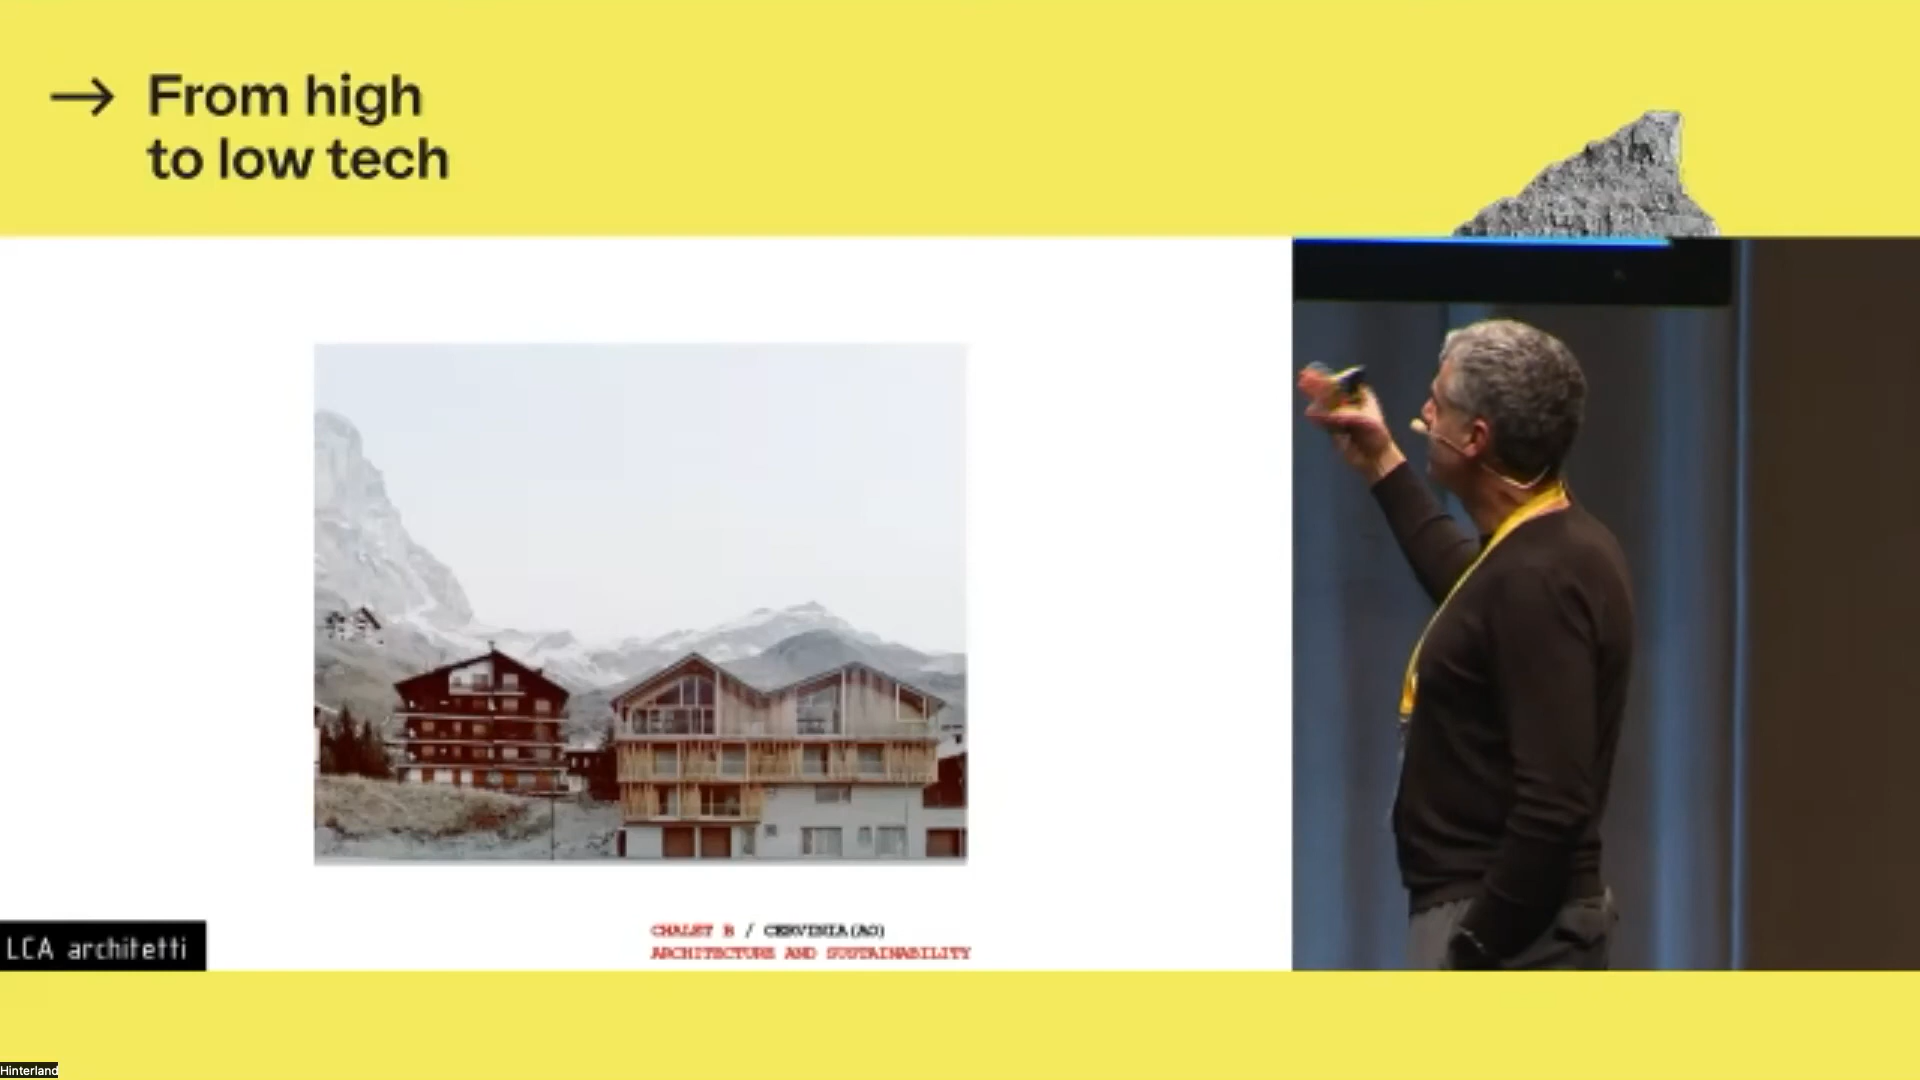 From high
to low tech
LCA architetti
CHALET B / CERVINIA(AO)
ARCHITECTURE AND SUSTAINABILITY
Hinterland